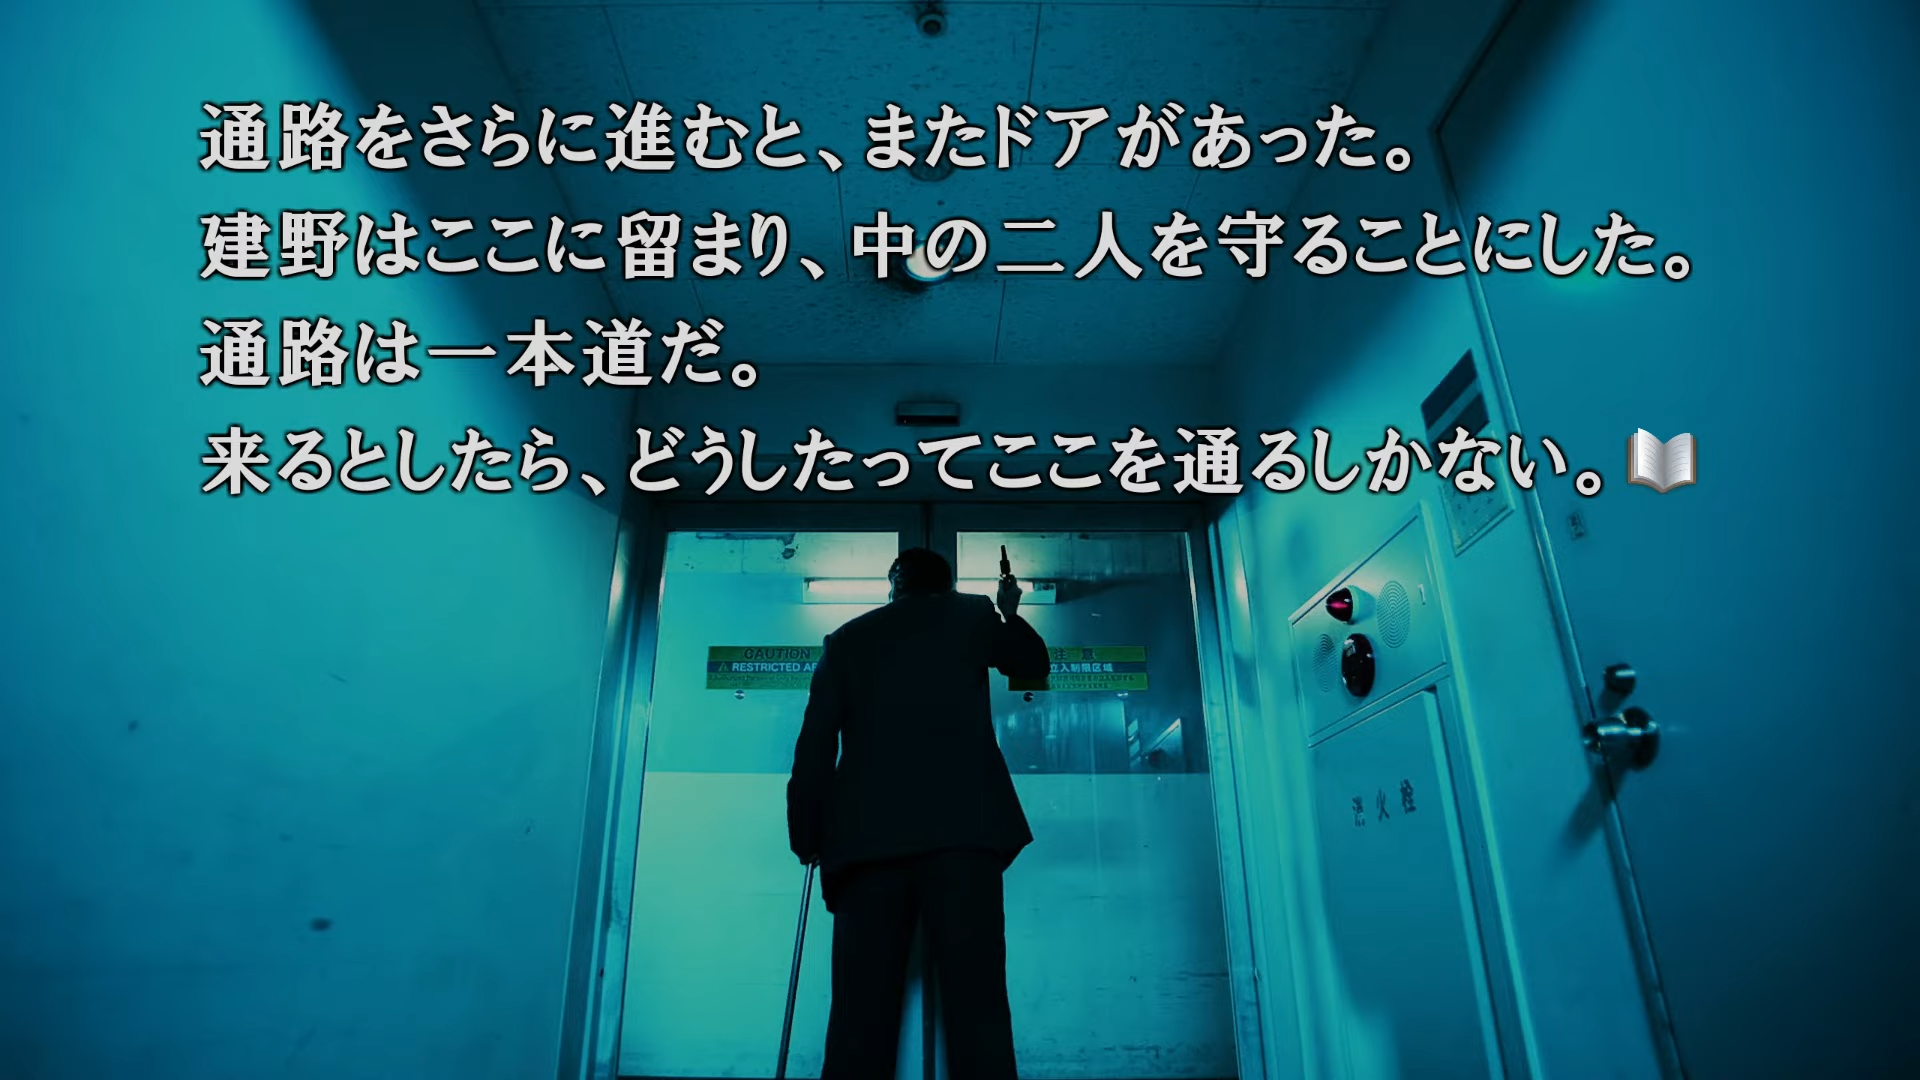 通路をさらに進むと、またドアがあった。
建野はここに留まり、中の二人を守ることにした。
通路は一本道だ。
来るとしたら、どうしたってここを通るしかない。
CAUTION
RESTRICTED
注意
立入制限区域
消火栓